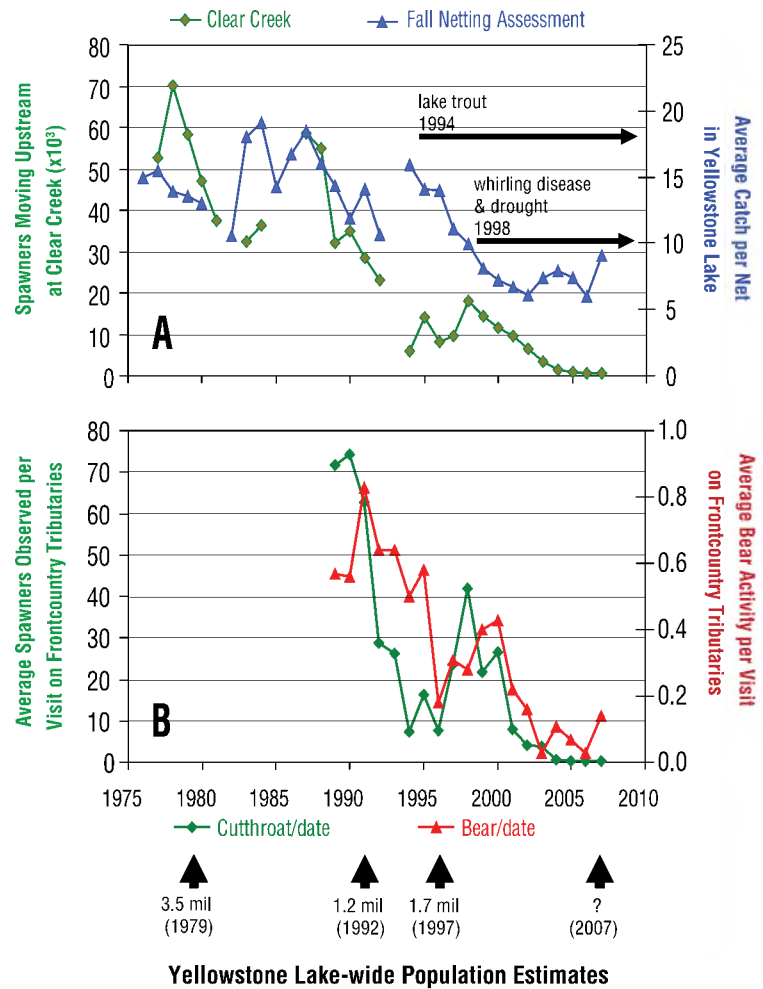 Clear Creek
Fall Netting Assessment
Spawners Moving Upstream
at Clear Creek (x10³)
80
70
60
50
40
30
20
10
0
25
20
15
10
5
0
Average Catch per Net
in Yellowstone Lake
lake trout
1994
whirling disease
& drought
1998
A
Average Spawners Observed per
Visit on Frontcountry Tributaries
80
70
60
50
40
30
20
10
0
1.0
0.8
0.6
0.4
0.2
0.0
Average Bear Activity per Visit
on Frontcountry Tributaries
B
1975 1980 1985 1990 1995 2000 2005 2010
Cutthroat/date
Bear/date
3.5 mil
(1979)
1.2 mil
(1992)
1.7 mil
(1997)
?
(2007)
Yellowstone Lake-wide Population Estimates